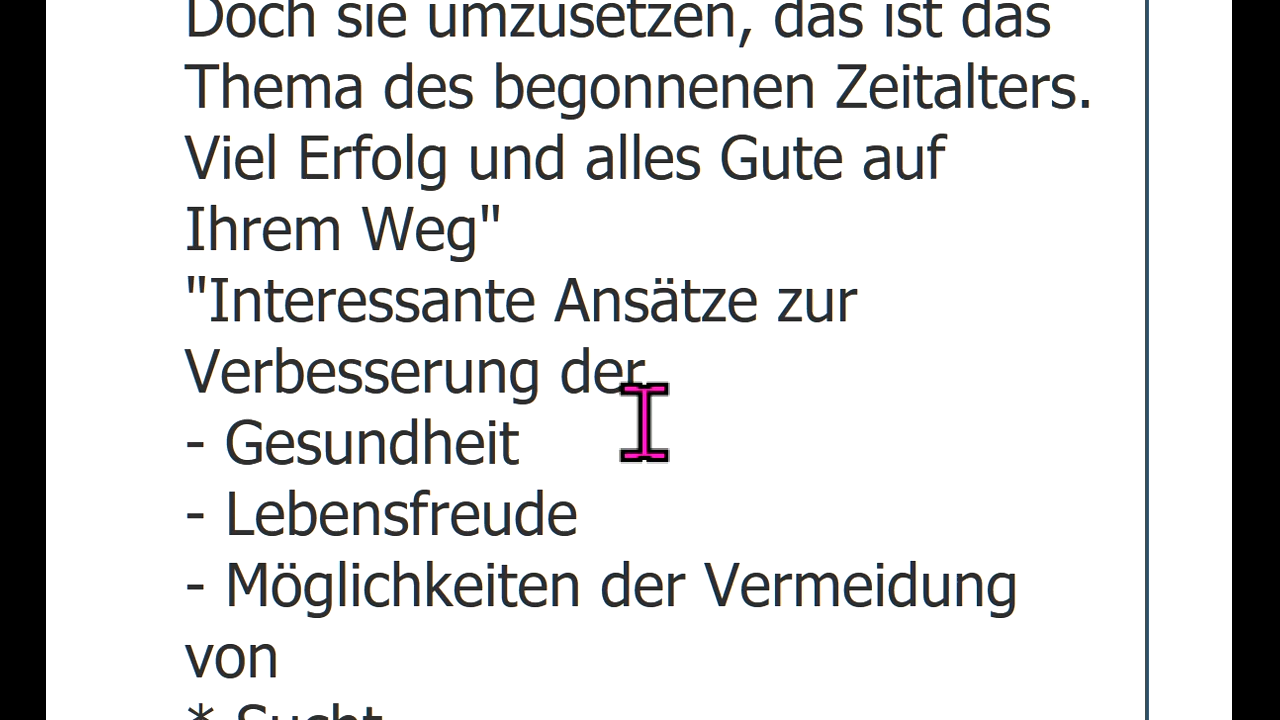 Doch sie umzusetzen, das ist das
Thema des begonnenen Zeitalters.
Viel Erfolg und alles Gute auf
Ihrem Weg"
"Interessante Ansätze zur
Verbesserung der
- Gesundheit
- Lebensfreude
- Möglichkeiten der Vermeidung
von
* Sucht